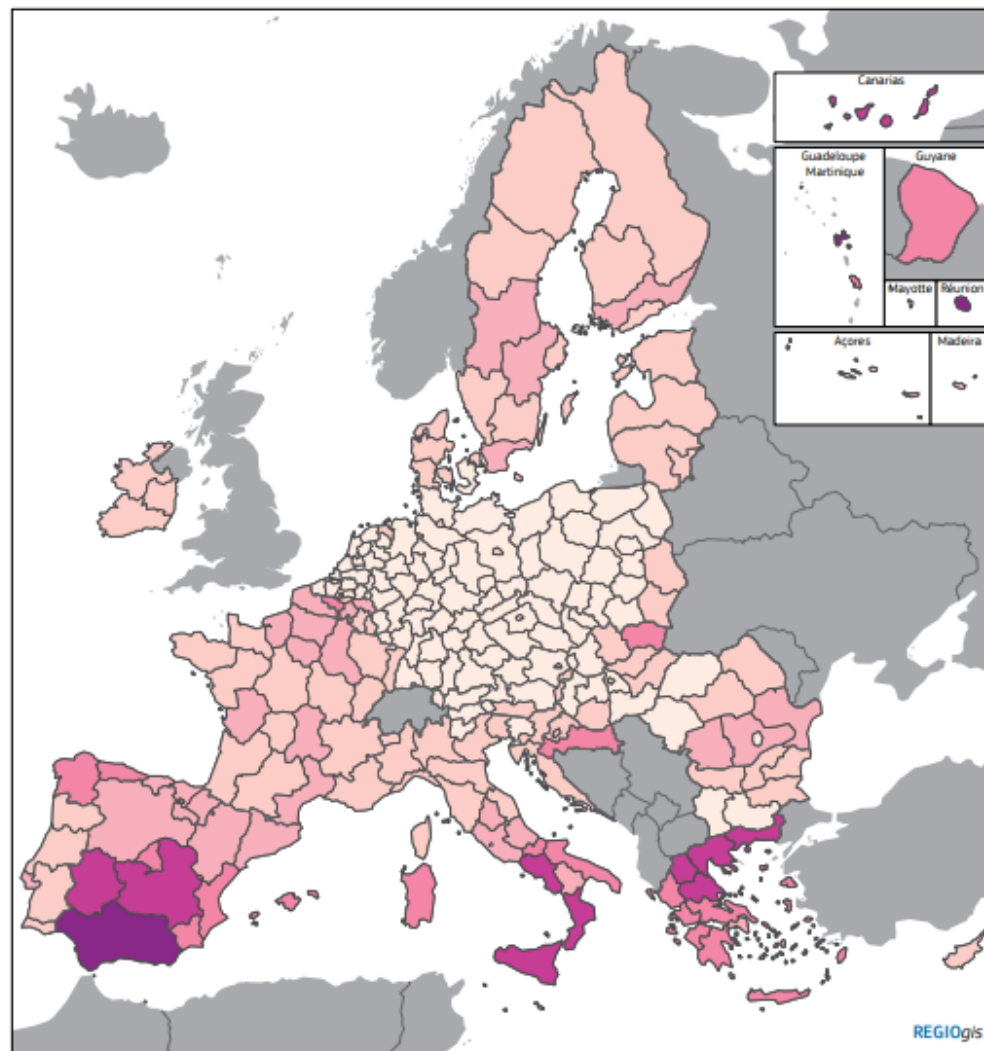 Canarias
Guadeloupe
Martinique
Guyane
Mayotte
Réunion
Açores
Madeira
REGIOgis